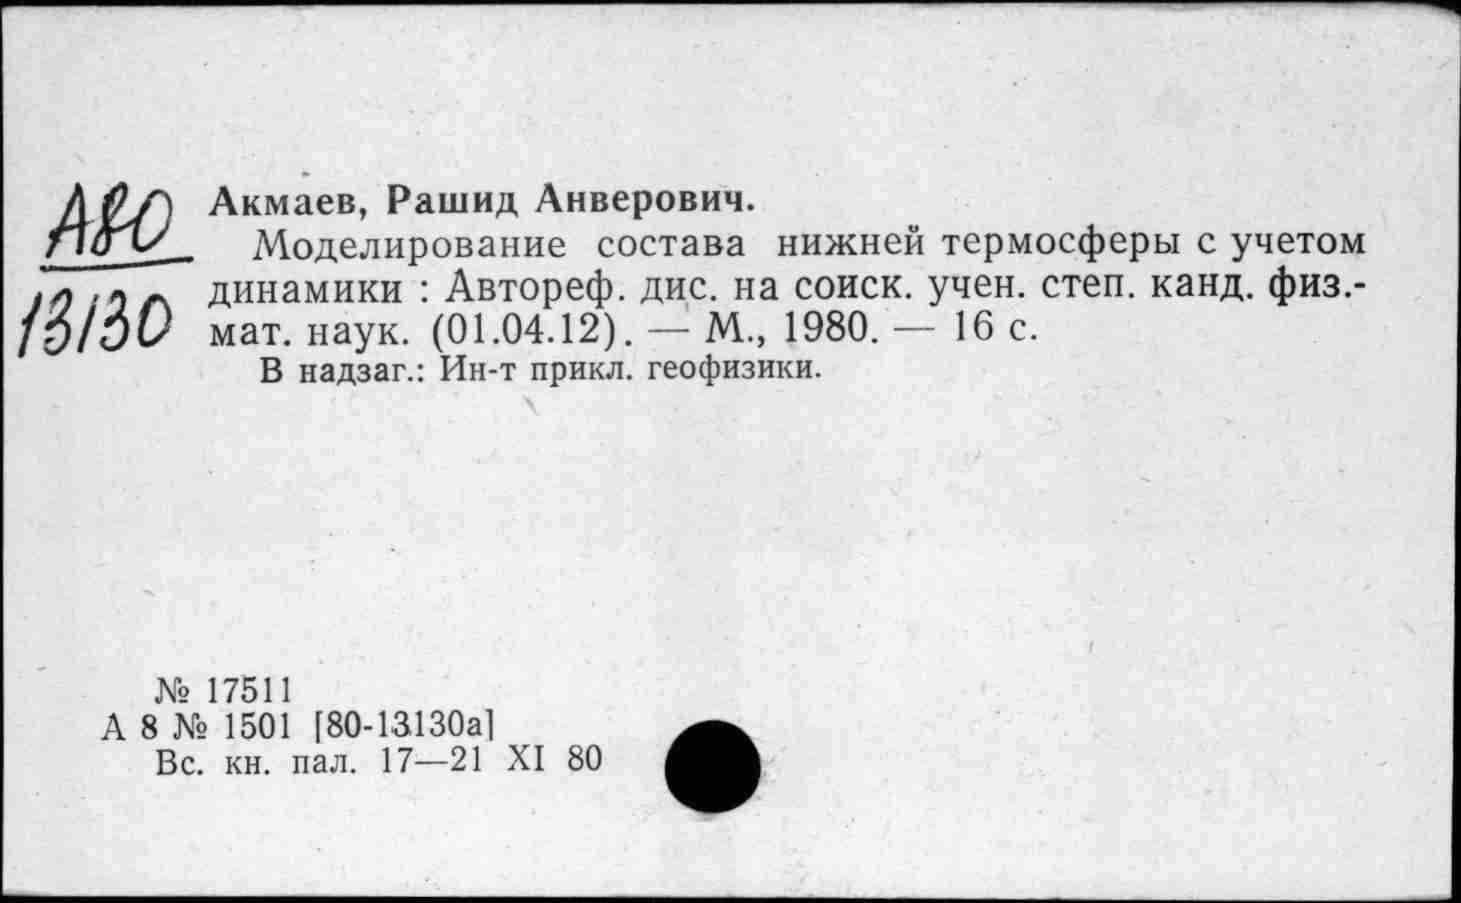 А80
13130
Акмаев, Рашид Анверович.
Моделирование состава нижней термосферы с учетом
динамики : Автореф. дис. на соиск. учен. степ. канд. физ.-
мат. наук. (01.04.12). — М., 1980. — 16 с.
В надзаг.: Ин-т прикл. геофизики.
№ 17511
А 8 № 1501 [80-13130а]
Вс. кн. пал. 17—21 XI 80